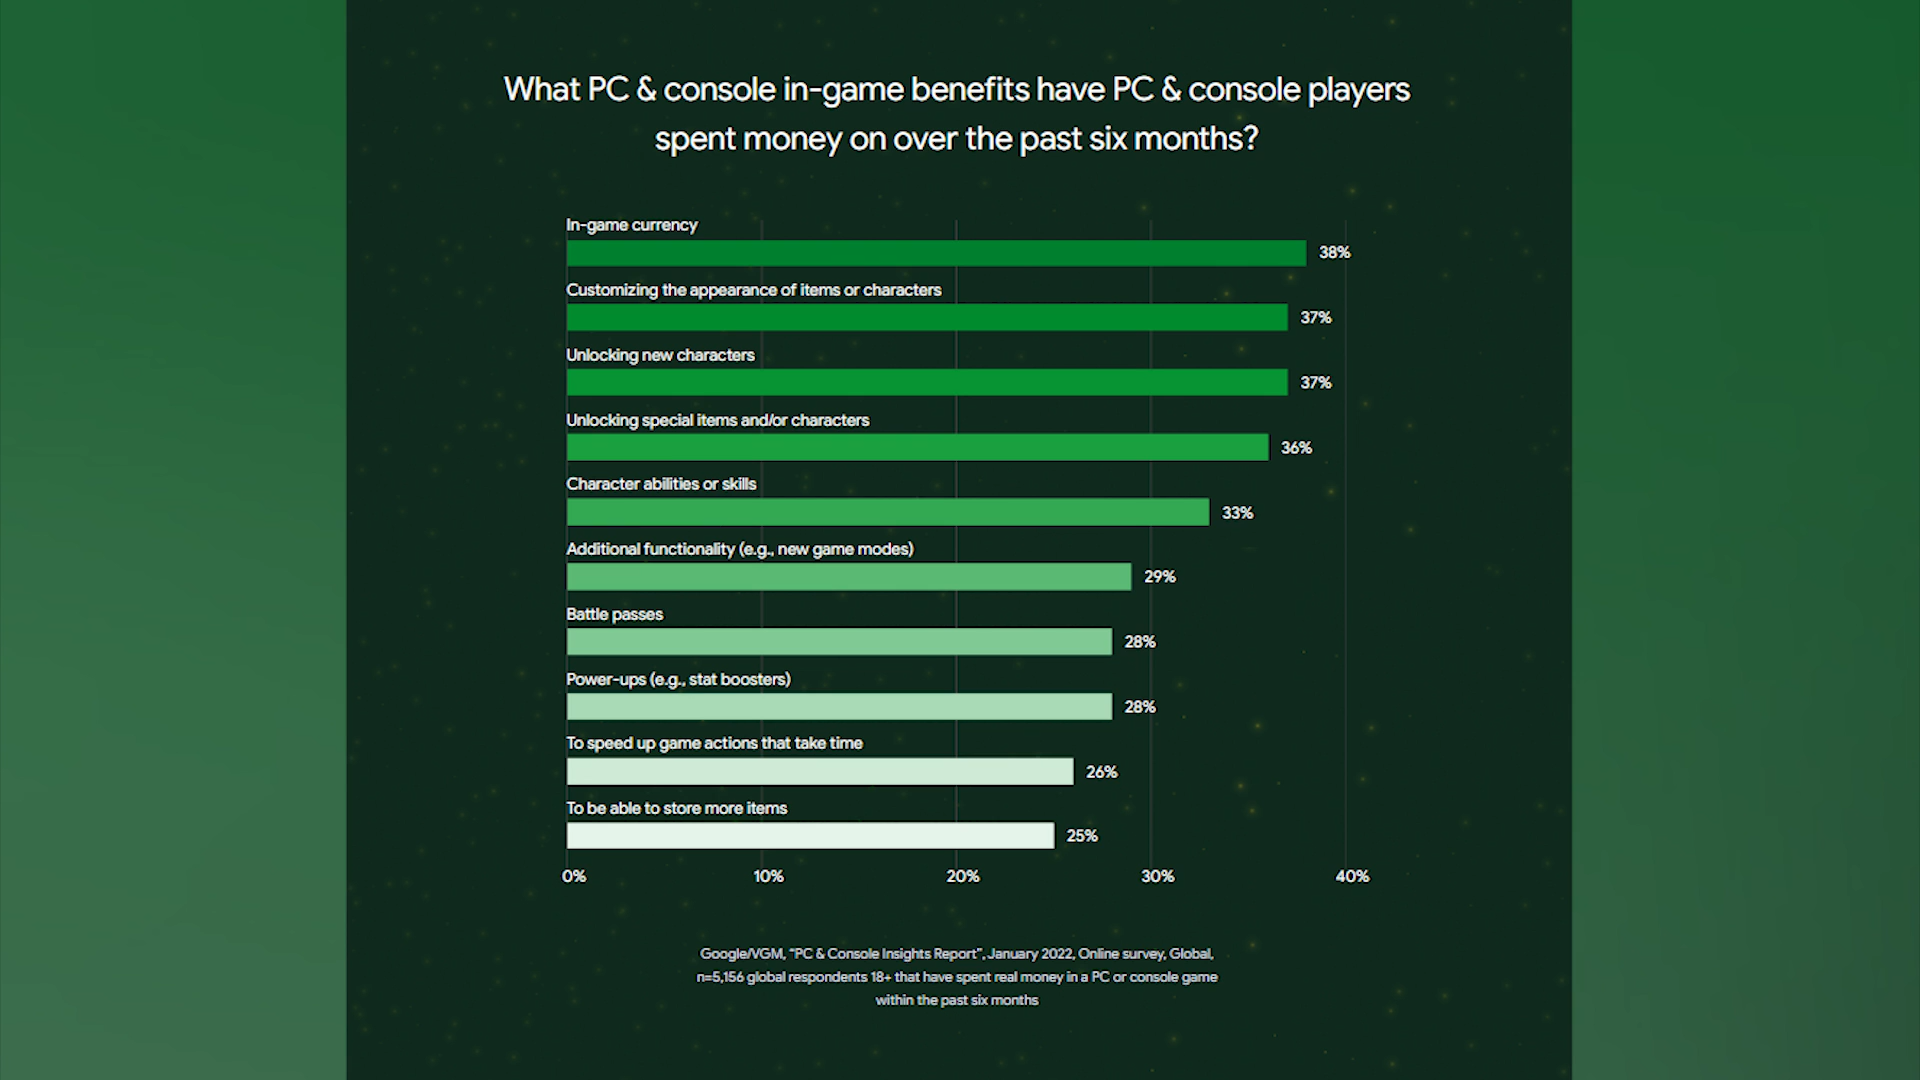 What PC & console in-game benefits have PC & console players
spent money on over the past six months?
In-game currency
38%
Customizing the appearance of items or characters
37%
Unlocking new characters
37%
Unlocking special items and/or characters
36%
Character abilities or skills
33%
Additional functionality (e.g., new game modes)
29%
Battle passes
28%
Power-ups (e.g., stat boosters)
28%
To speed up game actions that take time
26%
To be able to store more items
25%
0% 10% 20% 30% 40%
Google/VGM, “PC & Console Insights Report”, January 2022, Online survey, Global,
n=5,156 global respondents 18+ that have spent real money in a PC or console game
within the past six months